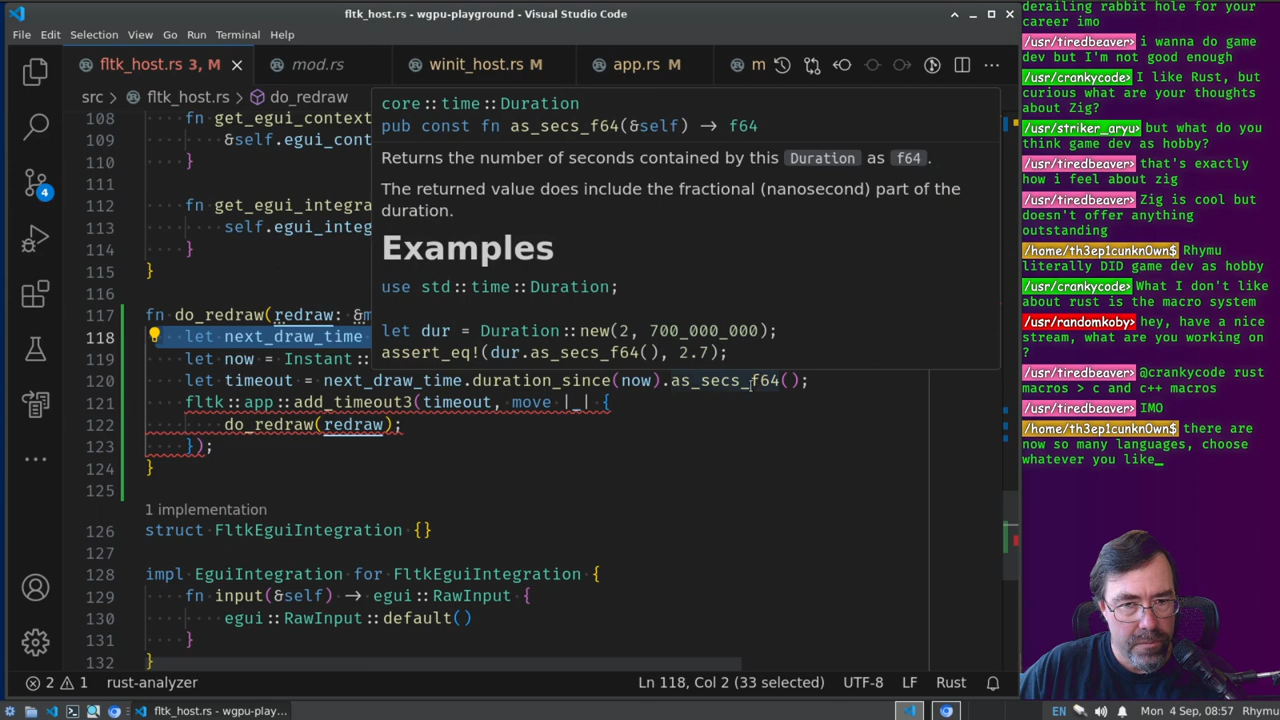 fltk_host.rs - wgpu-playground - Visual Studio Code
File Edit Selection View Go Run Terminal Help
fltk_host.rs 3, M
mod.rs
winit_host.rs M
app.rs M
m
src > fltk_host.rs > do_redraw
108 fn get_egui_context
109 &self.egui_cont
110 }
111
112 fn get_egui_integra
113 self.egui_integ
114 }
115 }
116
117 fn do_redraw(redraw: &m
118 let next_draw_time
119 let now = Instant::
120 let timeout = next_draw_time.duration_since(now).as_secs_f64();
121 fltk::app::add_timeout3(timeout, move |_| {
122 do_redraw(redraw);
123 });
124 }
125
1 implementation
126 struct FltkEguiIntegration {}
127
128 impl EguiIntegration for FltkEguiIntegration {
129 fn input(&self) → egui::RawInput {
130 egui::RawInput::default()
131 }
132 }
core::time::Duration
pub const fn as_secs_f64(&self) → f64
Returns the number of seconds contained by this Duration as f64.
The returned value does include the fractional (nanosecond) part of the
duration.
Examples
use std::time::Duration;
let dur = Duration::new(2, 700_000_000);
assert_eq!(dur.as_secs_f64(), 2.7);
4
2 1 rust-analyzer
Ln 118, Col 2 (33 selected) UTF-8 LF Rust
fltk_host.rs - wgpu-play...
EN
Mon 4 Sep, 08:57 Rhymu
derailing rabbit hole for your
career imo
/usr/tiredbeaver> i wanna do game
dev but I'm not good enough
/usr/crankycode> I like Rust, but
curious what are your thoughts
about Zig?
/usr/striker_aryu> but what do you
think game dev as hobby?
/usr/tiredbeaver> that's exactly
how i feel about zig
/usr/tiredbeaver> Zig is cool but
doesn't offer anything
outstanding
/home/th3ep1cunkn0wn$ Rhymu
literally DID game dev as hobby
/usr/crankycode> What I don't like
about rust is the macro system
/usr/randomkoby> hey, have a nice
stream, what are you working on
?
/usr/tiredbeaver> @crankycode rust
macros > c and c++ macros
/usr/tiredbeaver> IMO
/home/th3ep1cunkn0wn$ there are
now so many languages, choose
whatever you like_